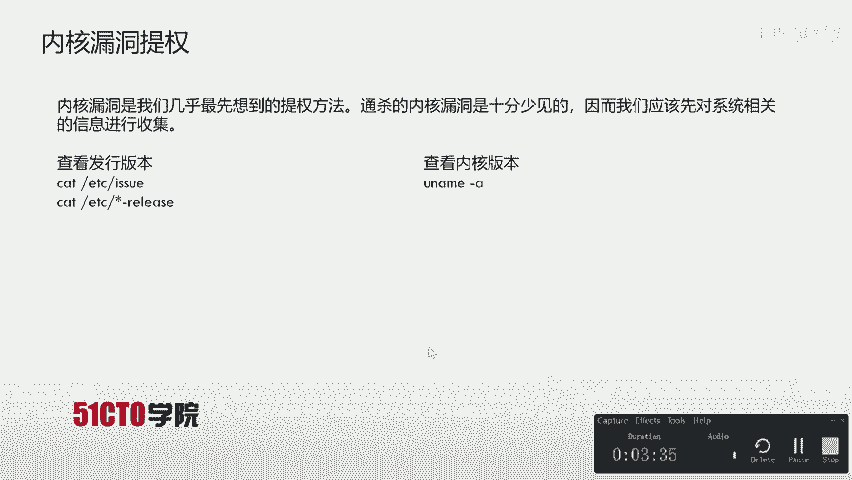 内核漏洞提权
内核漏洞是我们几乎最先想到的提权方法。通杀的内核漏洞是十分少见的，因而我们应该先对系统相关
的信息进行收集。
查看发行版本
cat /etc/issue
cat /etc/*-release
查看内核版本
uname -a
51CTO学院
Capture Effects Tools Help
Duration Audio
0:03:35
Delete Pause Stop